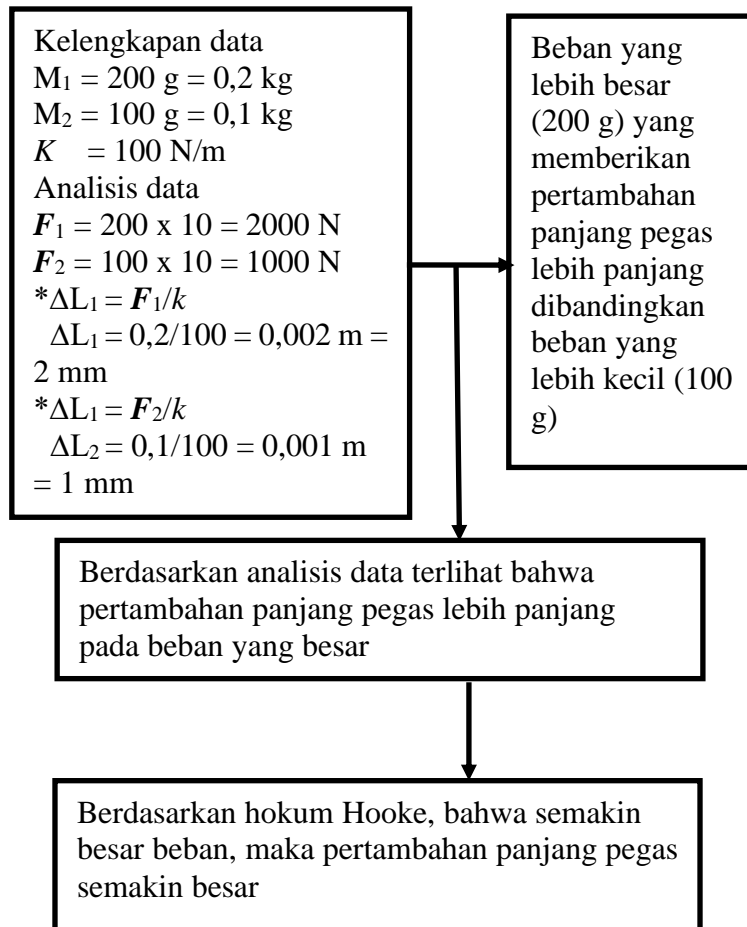 Kelengkapan data
M₁ = 200 g = 0,2 kg
M₂ = 100 g = 0,1 kg
K = 100 N/m
Analisis data
F₁ = 200 x 10 = 2000 N
F₂ = 100 x 10 = 1000 N
*ΔL₁ = F₁/k
ΔL₁ = 0,2/100 = 0,002 m =
2 mm
*ΔL₁ = F₂/k
ΔL₂ = 0,1/100 = 0,001 m
= 1 mm
Beban yang
lebih besar
(200 g) yang
memberikan
pertambahan
panjang pegas
lebih panjang
dibandingkan
beban yang
lebih kecil (100
g)
Berdasarkan analisis data terlihat bahwa
pertambahan panjang pegas lebih panjang
pada beban yang besar
Berdasarkan hokum Hooke, bahwa semakin
besar beban, maka pertambahan panjang pegas
semakin besar